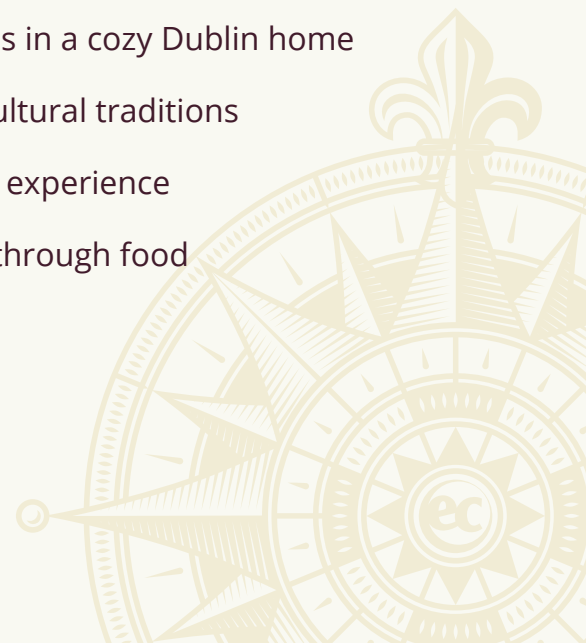 s in a cozy Dublin home
ultural traditions
experience
through food
ec